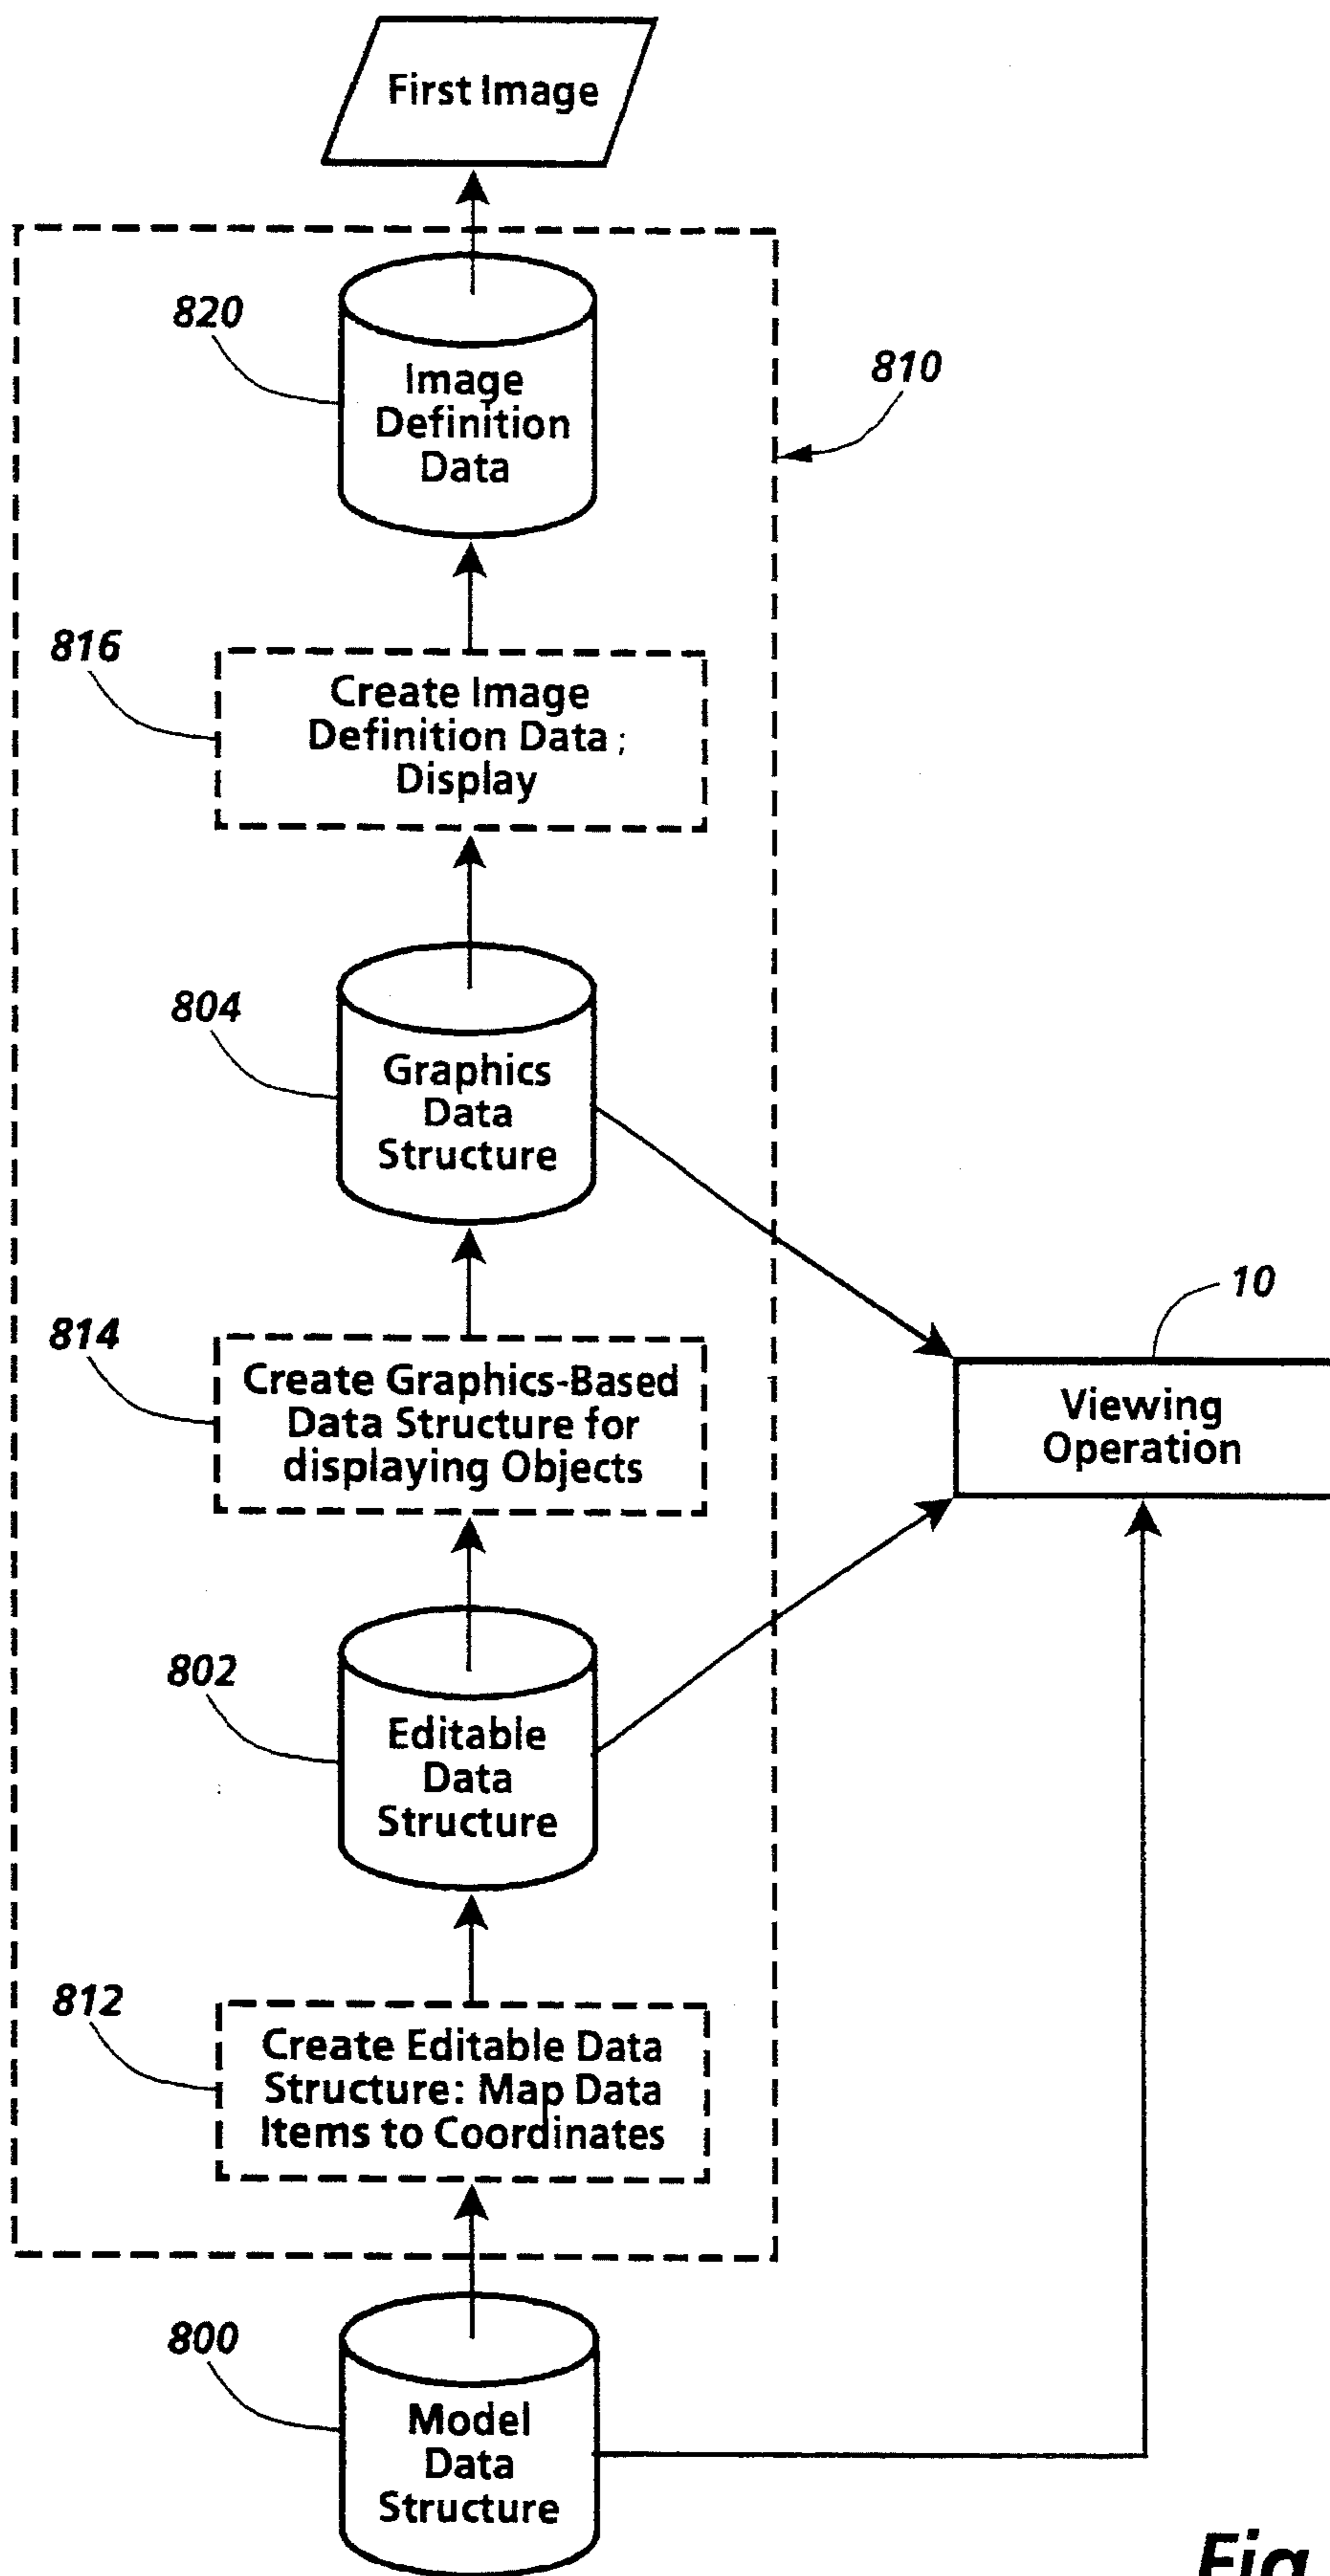 First Image
820
Image
Definition
Data
810
816
Create Image
Definition Data ;
Display
804
Graphics
Data
Structure
10
814
Create Graphics-Based
Data Structure for
displaying Objects
Viewing
Operation
802
Editable
Data
Structure
812
Create Editable Data
Structure: Map Data
Items to Coordinates
800
Model
Data
Structure
Fig